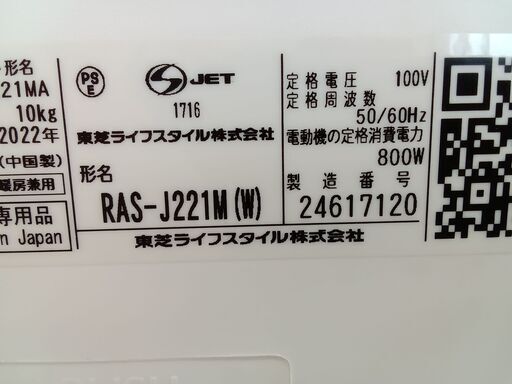 形名
21MA
10kg
2022年
(中国製)
暖房兼用
専用品
n Japan
PS
E
JET
1716
東芝ライフスタイル株式会社
形名
RAS-J221M(W)
定格電圧 100V
定格周波数
50/60Hz
電動機の定格消費電力
800W
製造番号
24617120
東芝ライフスタイル株式会社